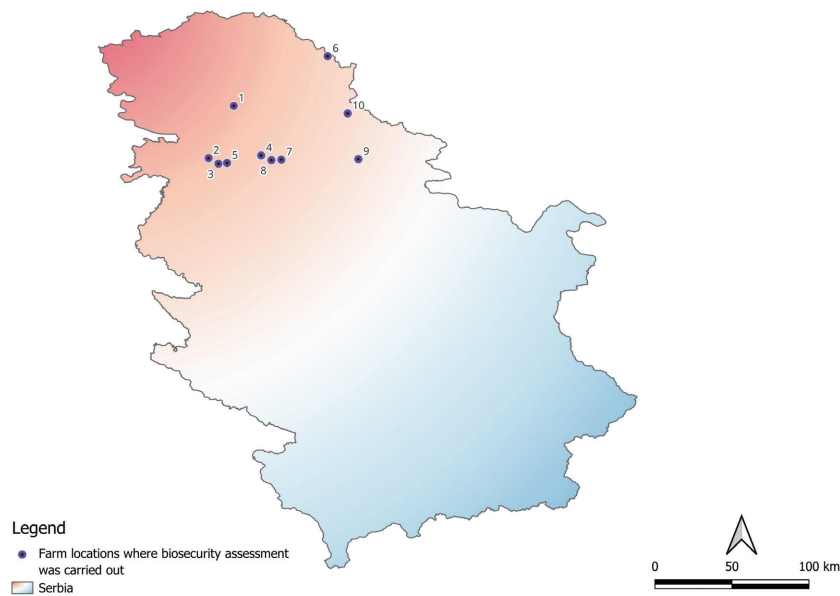 6
1
10
2
4
5
7
9
3
8
Legend
Farm locations where biosecurity assessment
was carried out
Serbia
0 50 100 km